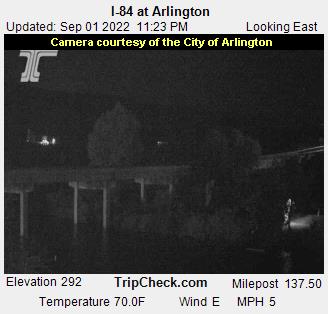 I-84 at Arlington
Updated: Sep 01 2022 11:23 PM Looking East
Camera courtesy of the City of Arlington
Elevation 292 TripCheck.com Milepost 137.50
Temperature 70.0F Wind E MPH 5